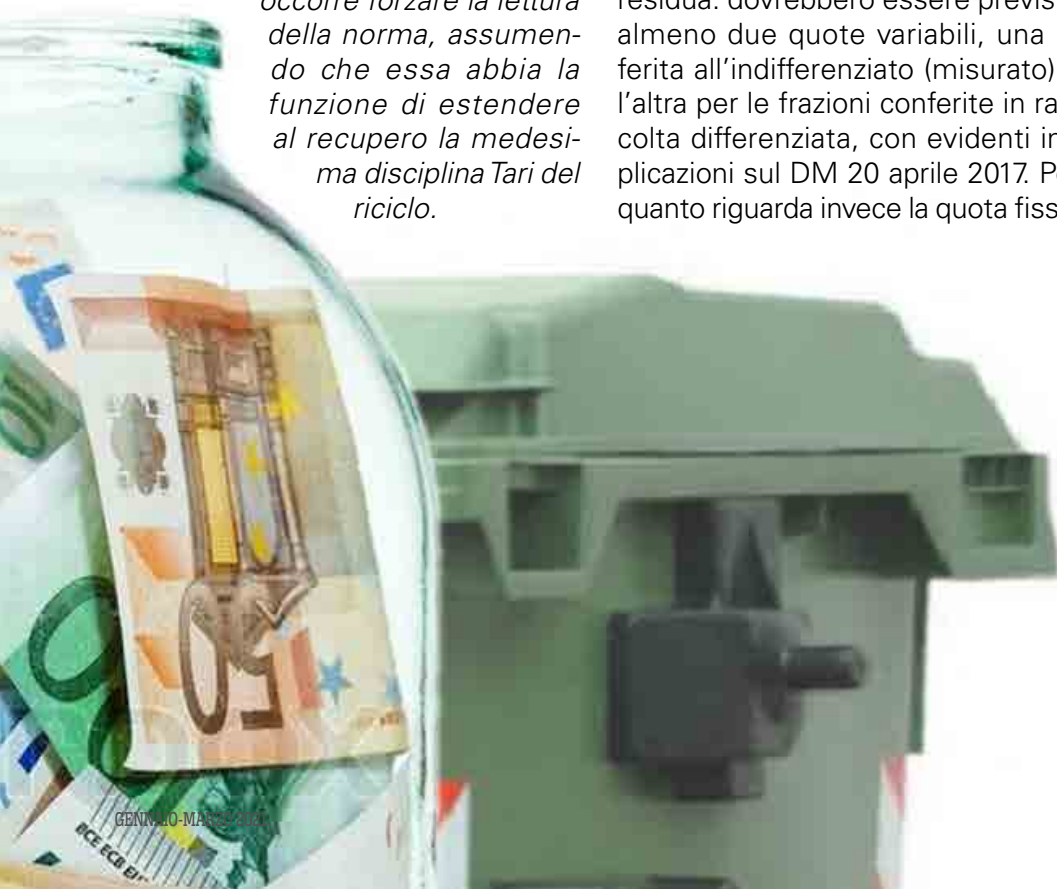 occorre forzare la lettura
della norma, assumen-
do che essa abbia la
funzione di estendere
al recupero la medesi-
ma disciplina Tari del
riciclo.
residua: dovrebbero essere previs
almeno due quote variabili, una
ferita all'indifferenziato (misurato)
l'altra per le frazioni conferite in ra
colta differenziata, con evidenti in
plicazioni sul DM 20 aprile 2017. P
quanto riguarda invece la quota fiss
50
BCE ECB